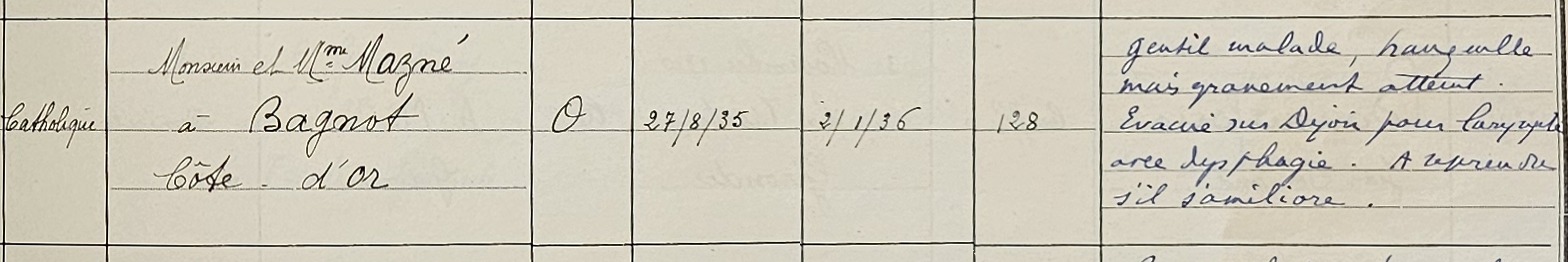 Catholique
Monsieur et Mme Mazné
à Bagnot
Côte - d'Or
O
27/8/35
2/1/36
128
gentil malade, tranquille
mais gravement atteint.
Evacué sur Dijon pour laryngite
avec dysphagie. A reprendre
s'il s'améliore.